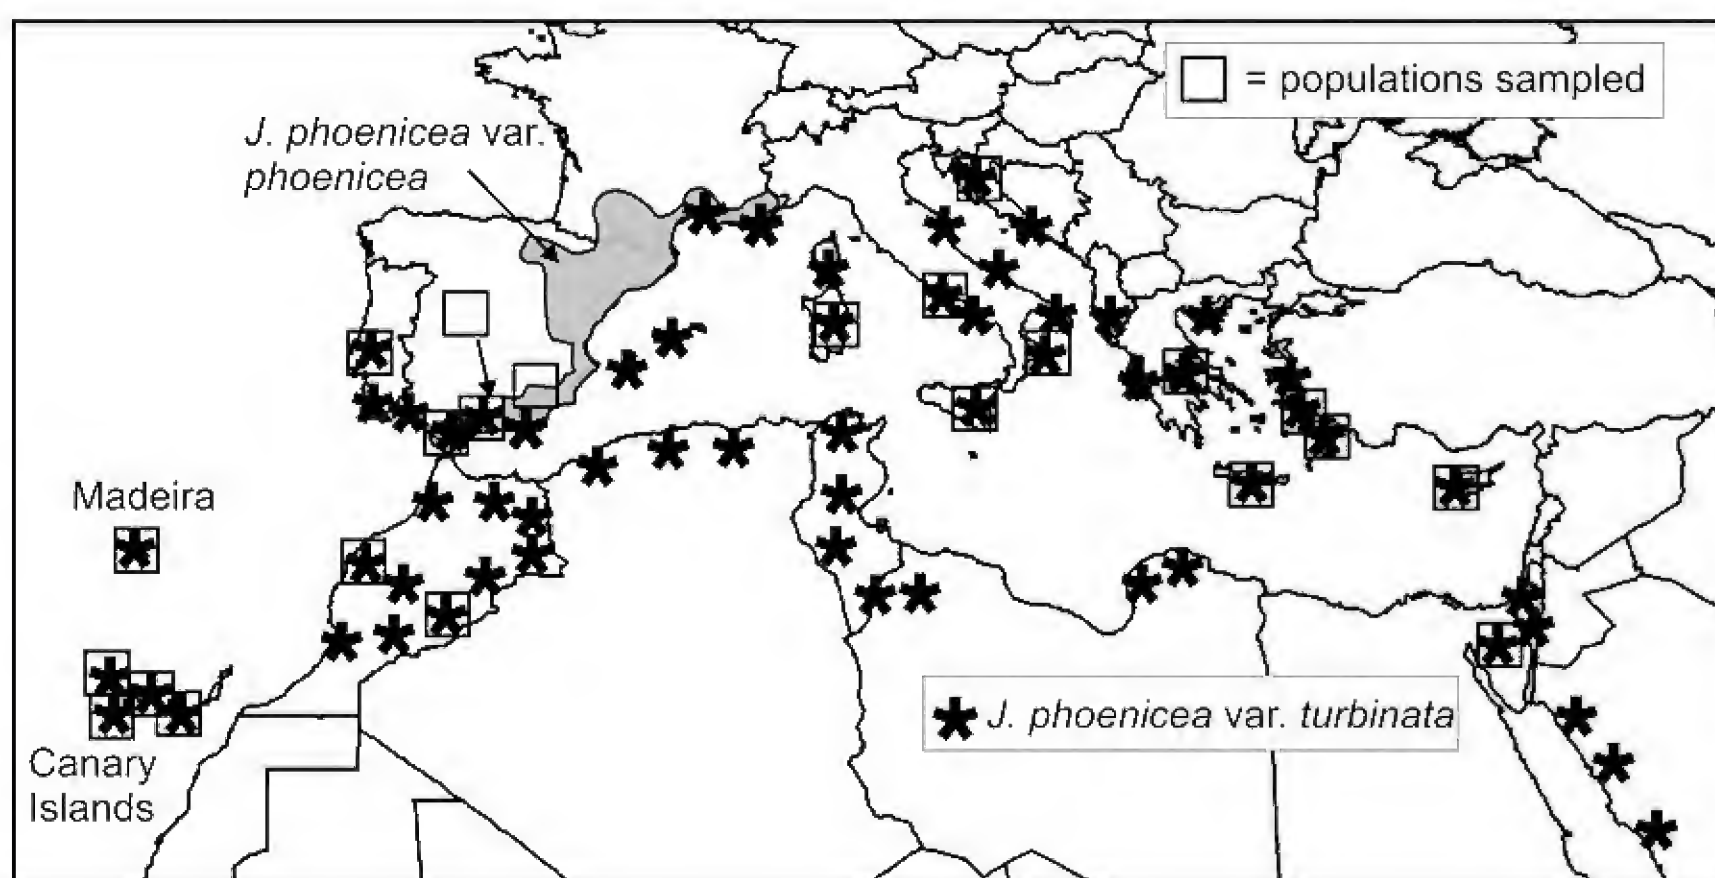 = populations sampled
J. phoenicea var.
phoenicea
Madeira
J. phoenicea var. turbinata
Canary
Islands